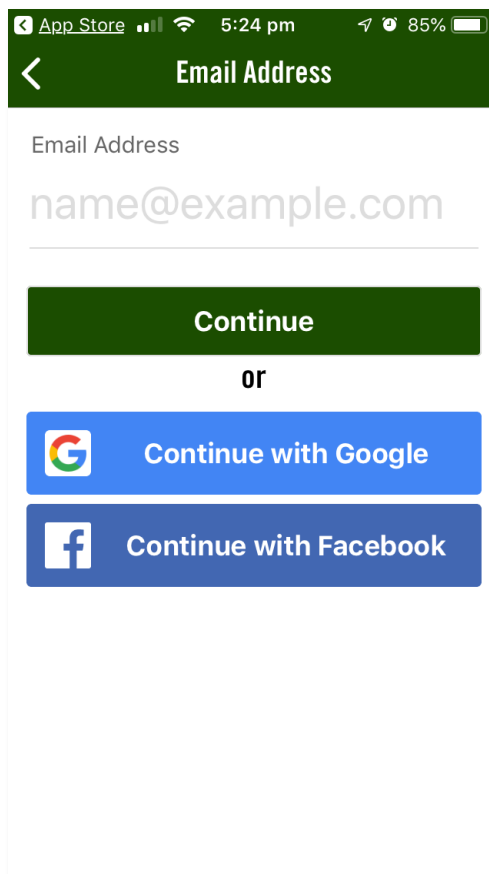 App Store 5:24 pm 85%
Email Address
Email Address
name@example.com
Continue
or
Continue with Google
Continue with Facebook